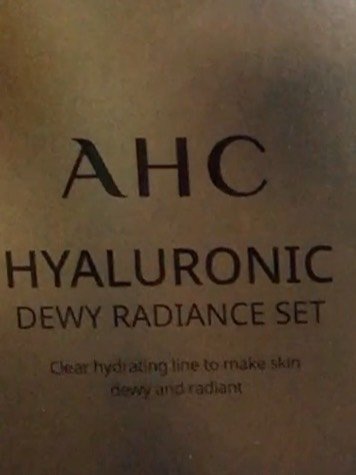 AHC
HYALURONIC
DEWY RADIANCE SET
Clear hydrating line to make skin
dewy and radiant